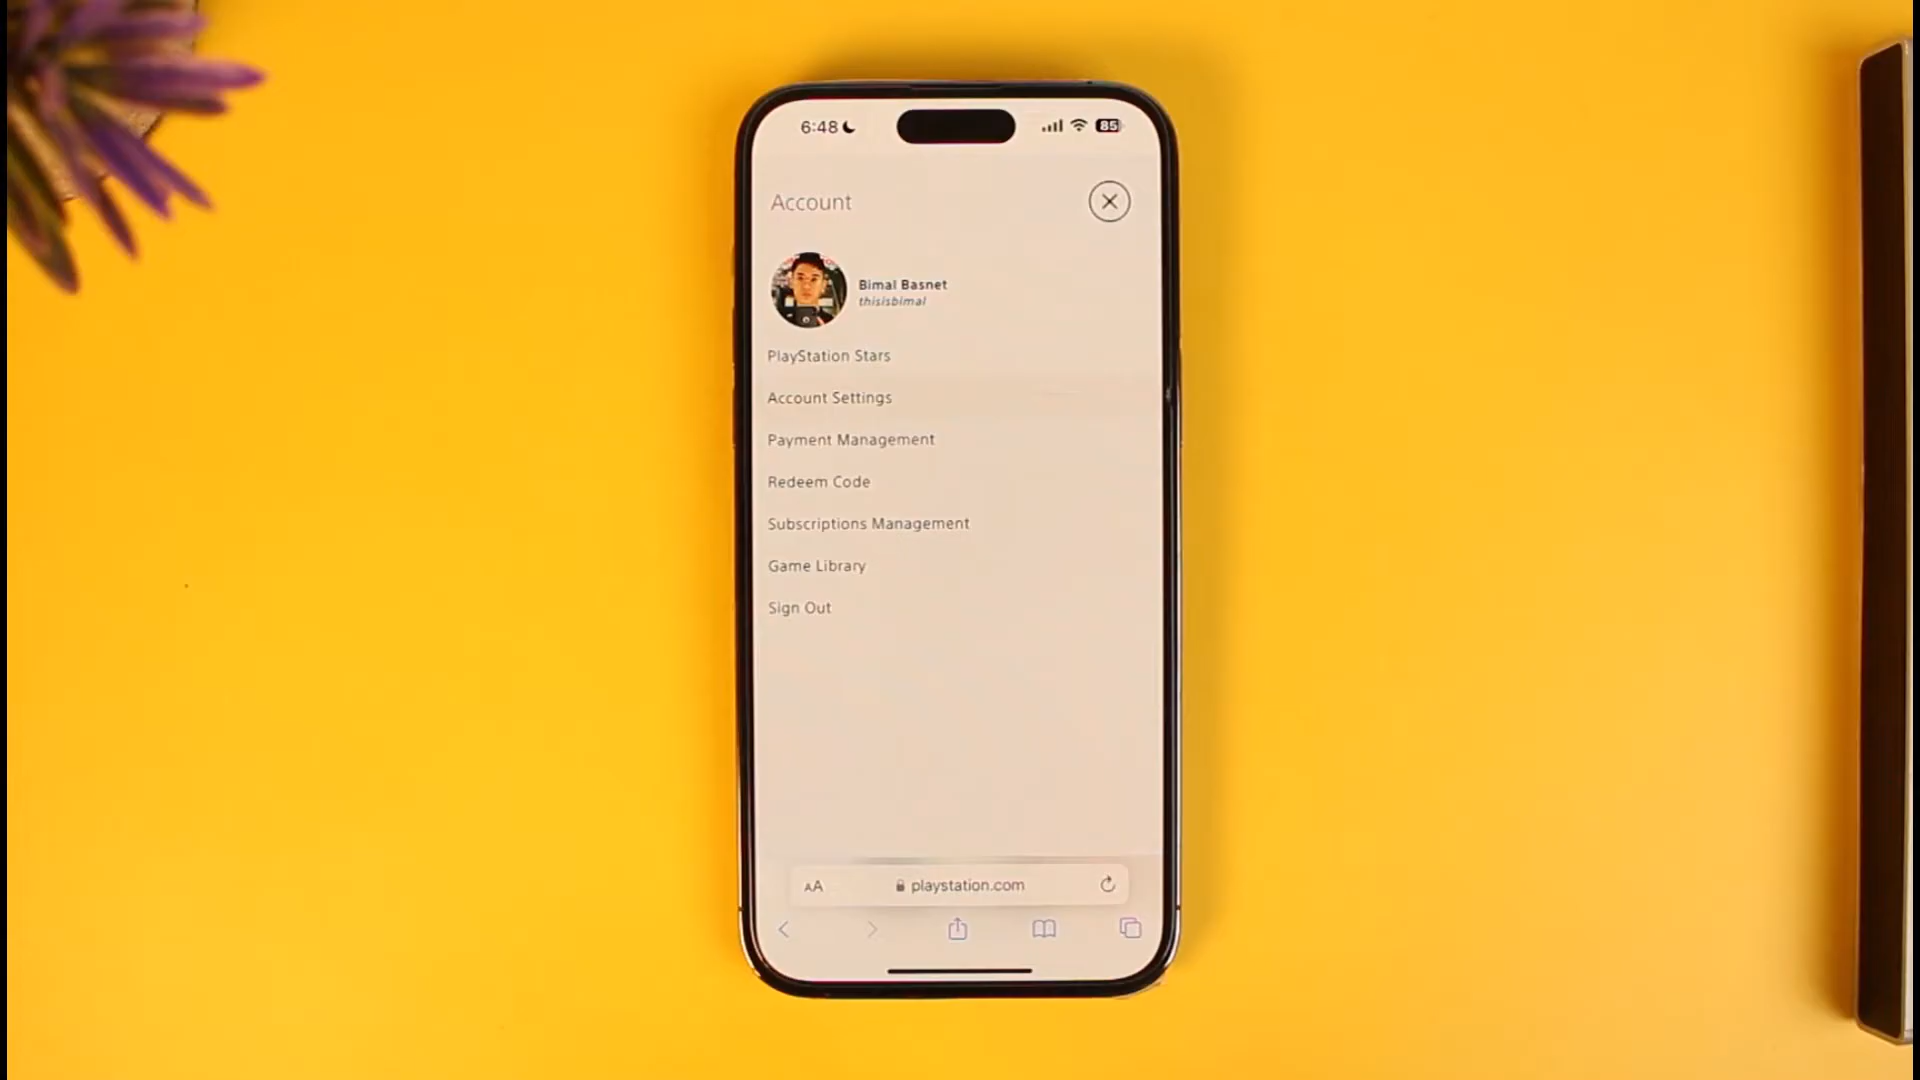 6:48
85
Account
Bimal Basnet
thisisbimal
PlayStation Stars
Account Settings
Payment Management
Redeem Code
Subscriptions Management
Game Library
Sign Out
AA
playstation.com